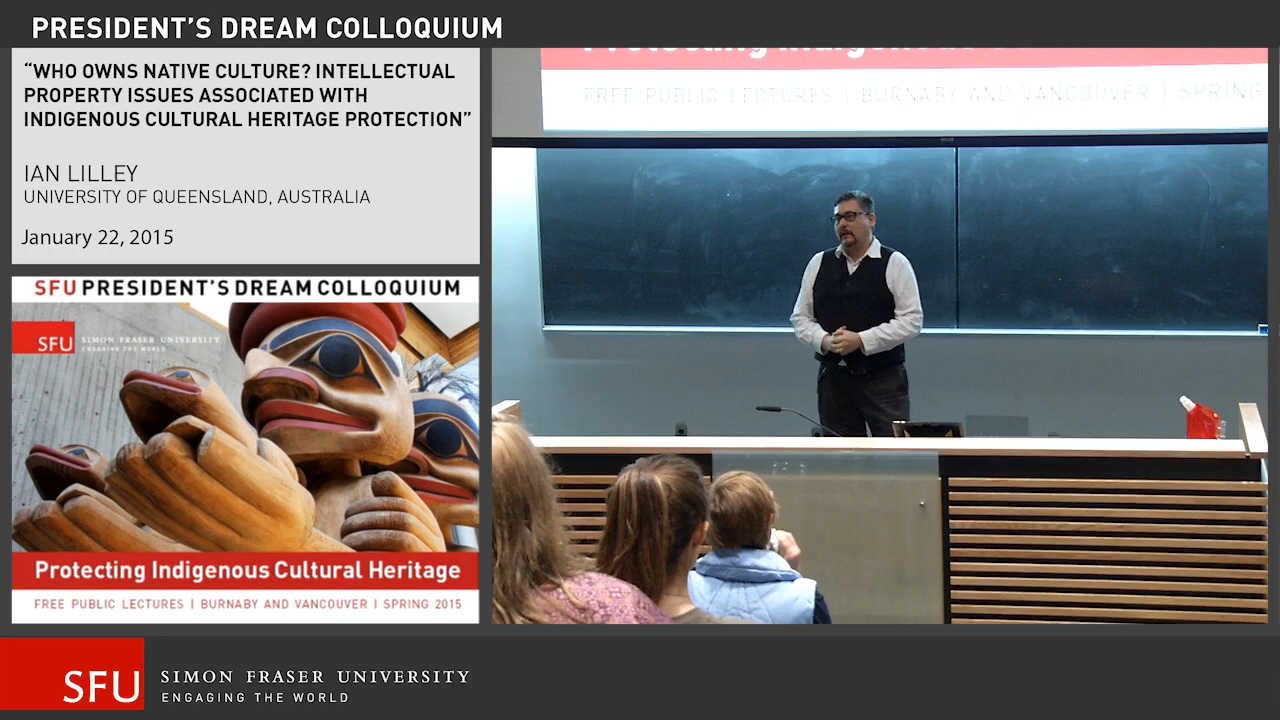 PRESIDENT'S DREAM COLLOQUIUM
“WHO OWNS NATIVE CULTURE? INTELLECTUAL
PROPERTY ISSUES ASSOCIATED WITH
INDIGENOUS CULTURAL HERITAGE PROTECTION”
IAN LILLEY
UNIVERSITY OF QUEENSLAND, AUSTRALIA
January 22, 2015
SFU PRESIDENT'S DREAM COLLOQUIUM
SFU SIMON FRASER UNIVERSITY
ENGAGING THE WORLD
Protecting Indigenous Cultural Heritage
FREE PUBLIC LECTURES | BURNABY AND VANCOUVER | SPRING 2015
Protecting Indigenous
FREE PUBLIC LECTURES | BURNABY AND VANCOUVER | SPRING
SFU SIMON FRASER UNIVERSITY
ENGAGING THE WORLD